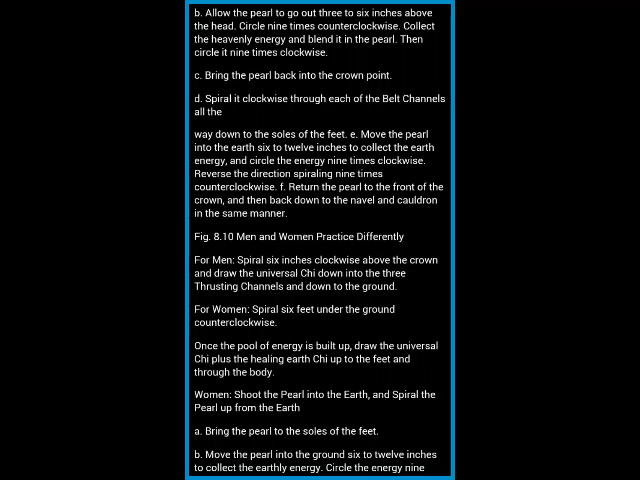 b. Allow the pearl to go out three to six inches above
the head. Circle nine times counterclockwise. Collect
the heavenly energy and blend it in the pearl. Then
circle it nine times clockwise.
c. Bring the pearl back into the crown point.
d. Spiral it clockwise through each of the Belt Channels
all the
way down to the soles of the feet. e. Move the pearl
into the earth six to twelve inches to collect the earth
energy, and circle the energy nine times clockwise.
Reverse the direction spiraling nine times
counterclockwise. f. Return the pearl to the front of the
crown, and then back down to the navel and cauldron
in the same manner.
Fig. 8.10 Men and Women Practice Differently
For Men: Spiral six inches clockwise above the crown
and draw the universal Chi down into the three
Thrusting Channels and down to the ground.
For Women: Spiral six feet under the ground
counterclockwise.
Once the pool of energy is built up, draw the universal
Chi plus the healing earth Chi up to the feet and
through the body.
Women: Shoot the Pearl into the Earth, and Spiral the
Pearl up from the Earth
a. Bring the pearl to the soles of the feet.
b. Move the pearl into the ground six to twelve inches
to collect the earthly energy. Circle the energy nine